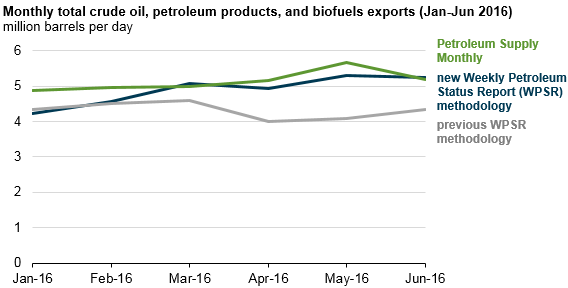 Monthly total crude oil, petroleum products, and biofuels exports (Jan-Jun 2016)
million barrels per day
6
5
4
3
2
1
0
Jan-16 Feb-16 Mar-16 Apr-16 May-16 Jun-16
Petroleum Supply
Monthly
new Weekly Petroleum
Status Report (WPSR)
methodology
previous WPSR
methodology